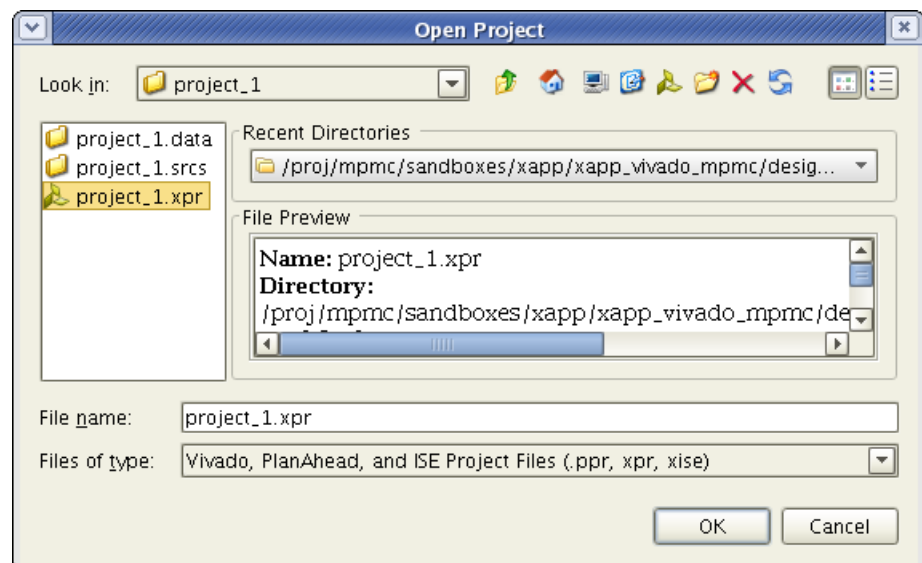 Open Project
Look in: project_1
project_1.data
project_1.srcs
project_1.xpr
Recent Directories
/proj/mpmc/sandboxes/xapp/xapp_vivado_mpmc/desig...
File Preview
Name: project_1.xpr
Directory:
/proj/mpmc/sandboxes/xapp/xapp_vivado_mpmc/de
File name: project_1.xpr
Files of type: Vivado, PlanAhead, and ISE Project Files (.ppr, xpr, xise)
OK Cancel